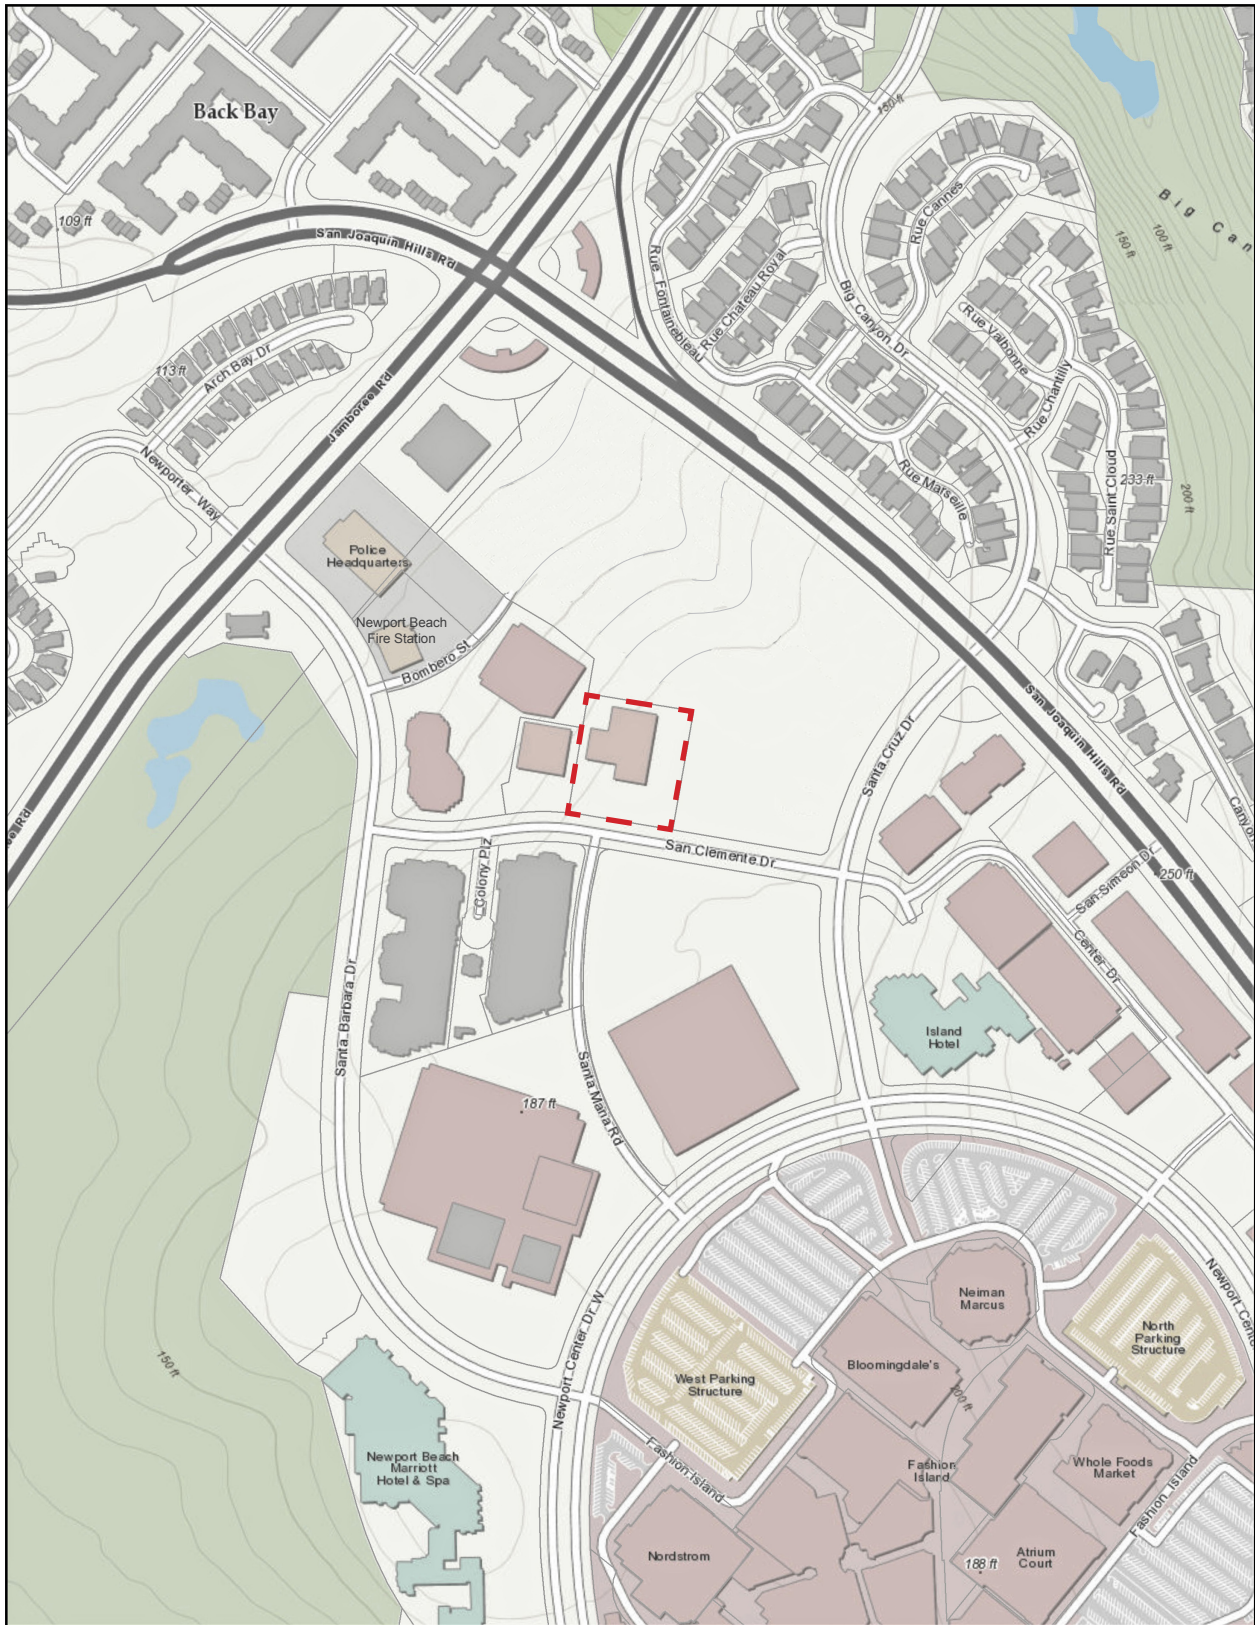 Back Bay
150 ft
109 ft
San Joaquin Hills Rd
Rue Cannes
Big Can
150 ft
100 ft
Rue Fontainebleau
Rue Chateau Royal
Big Canyon Dr
Rue Valbonne
Arch Bay Dr
113 ft
Jamboree Rd
Rue Chantilly
Newporter Way
Rue Marseille
Rue Saint Cloud
233 ft
200 ft
Police
Headquarters
Newport Beach
Fire Station
Bombero St
San Joaquin Hills Rd
Santa Cruz Dr
Canyon
ee Rd
San Clemente Dr
Colony Plz
San Simeon Dr
250 ft
Center Dr
Santa Barbara Dr
Island
Hotel
Santa Maria Rd
187 ft
Newport Cente
Neiman
Marcus
North
Parking
Structure
Bloomingdale's
West Parking
Structure
200 ft
150 ft
Newport Center Dr W
Newport Beach
Marriott
Hotel & Spa
Fashion Island
Fashion
Island
Whole Foods
Market
Fashion Island
Nordstrom
Atrium
Court
188 ft